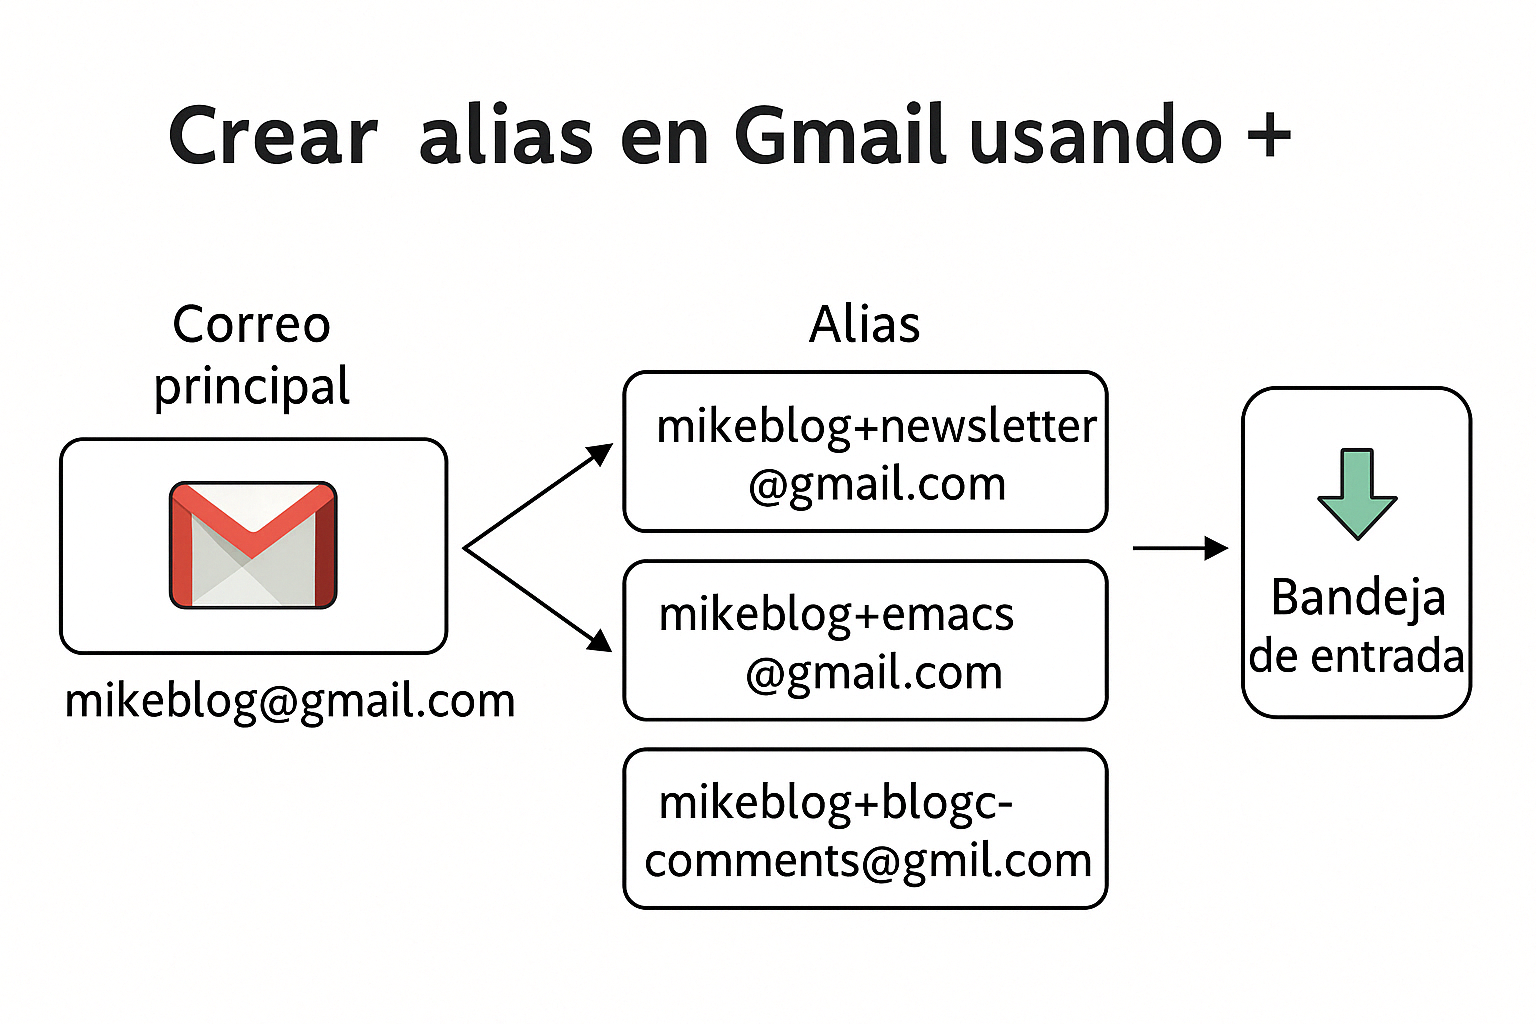 Crear alias en Gmail usando +
Correo
principal
mikeblog@gmail.com
Alias
mikeblog+newsletter
@gmail.com
mikeblog+emacs
@gmail.com
mikeblog+blogc-
comments@gmil.com
Bandeja
de entrada